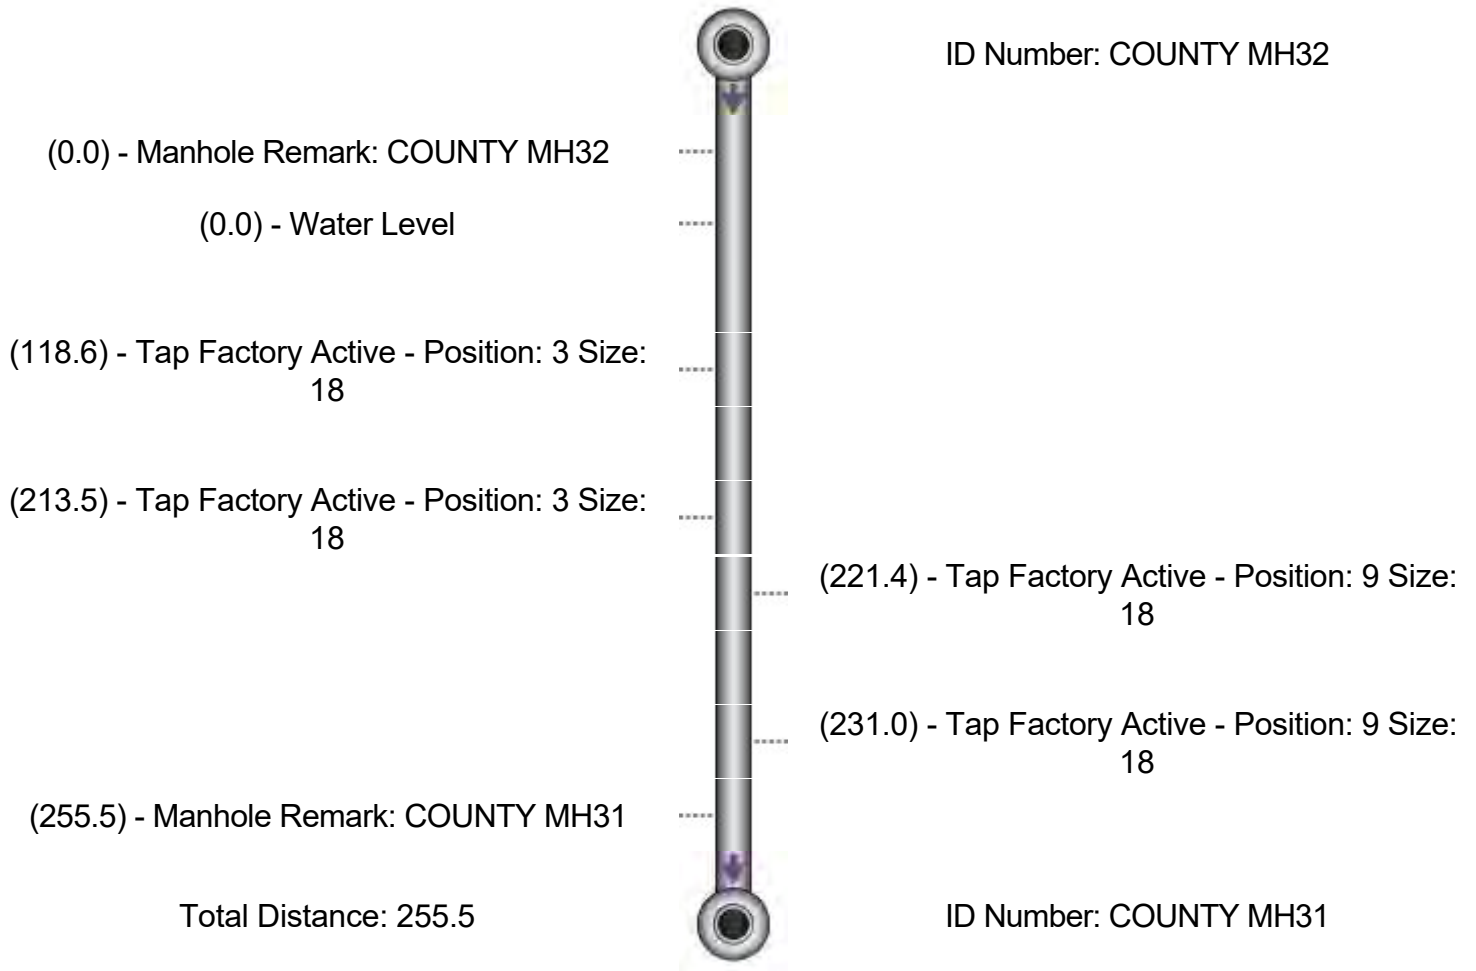 ID Number: COUNTY MH32
(0.0) - Manhole Remark: COUNTY MH32
(0.0) - Water Level
(118.6) - Tap Factory Active - Position: 3 Size:
18
(213.5) - Tap Factory Active - Position: 3 Size:
18
(221.4) - Tap Factory Active - Position: 9 Size:
18
(231.0) - Tap Factory Active - Position: 9 Size:
18
(255.5) - Manhole Remark: COUNTY MH31
Total Distance: 255.5
ID Number: COUNTY MH31